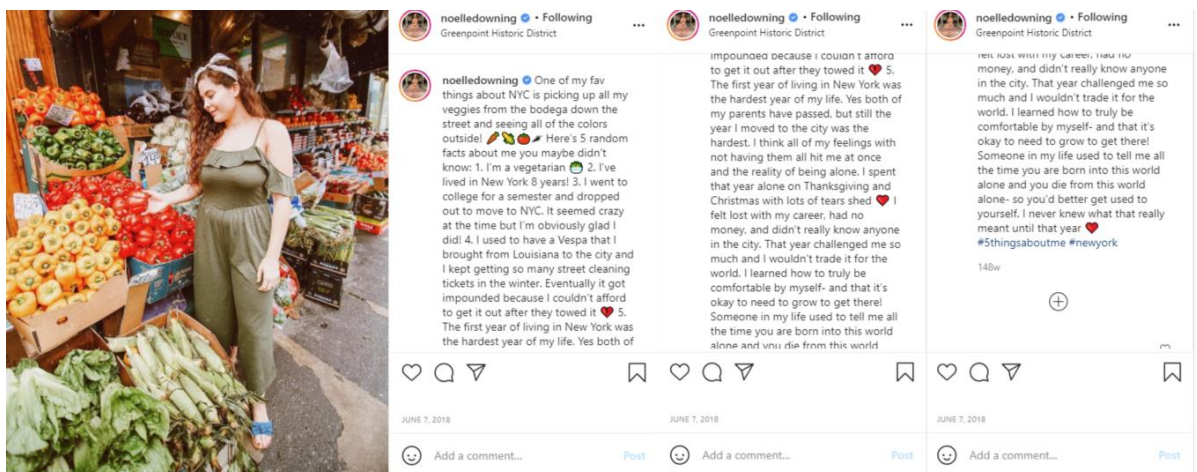 noelledowning • Following
Greenpoint Historic District
...
noelledowning One of my fav
things about NYC is picking up all my
veggies from the bodega down the
street and seeing all of the colors
outside! 🥕🌽🍅🌶 Here's 5 random
facts about me you maybe didn't
know: 1. I'm a vegetarian 🥗 2. I've
lived in New York 8 years! 3. I went to
college for a semester and dropped
out to move to NYC. It seemed crazy
at the time but I'm obviously glad I
did! 4. I used to have a Vespa that I
brought from Louisiana to the city and
I kept getting so many street cleaning
tickets in the winter. Eventually it got
impounded because I couldn't afford
to get it out after they towed it 💔 5.
The first year of living in New York was
the hardest year of my life. Yes both of
JUNE 7, 2018
Add a comment... Post
noelledowning • Following
Greenpoint Historic District
...
impounded because I couldn't afford
to get it out after they towed it 💔 5.
The first year of living in New York was
the hardest year of my life. Yes both of
my parents have passed, but still the
year I moved to the city was the
hardest. I think all of my feelings with
not having them all hit me at once
and the reality of being alone. I spent
that year alone on Thanksgiving and
Christmas with lots of tears shed ❤️ I
felt lost with my career, had no
money, and didn't really know anyone
in the city. That year challenged me so
much and I wouldn't trade it for the
world. I learned how to truly be
comfortable by myself- and that it's
okay to need to grow to get there!
Someone in my life used to tell me all
the time you are born into this world
alone and you die from this world
JUNE 7, 2018
Add a comment... Post
noelledowning • Following
Greenpoint Historic District
...
felt lost with my career, had no
money, and didn't really know anyone
in the city. That year challenged me so
much and I wouldn't trade it for the
world. I learned how to truly be
comfortable by myself- and that it's
okay to need to grow to get there!
Someone in my life used to tell me all
the time you are born into this world
alone and you die from this world
alone- so you'd better get used to
yourself. I never knew what that really
meant until that year ❤️
#5thingsaboutme #newyork
148w
JUNE 7, 2018
Add a comment... Post